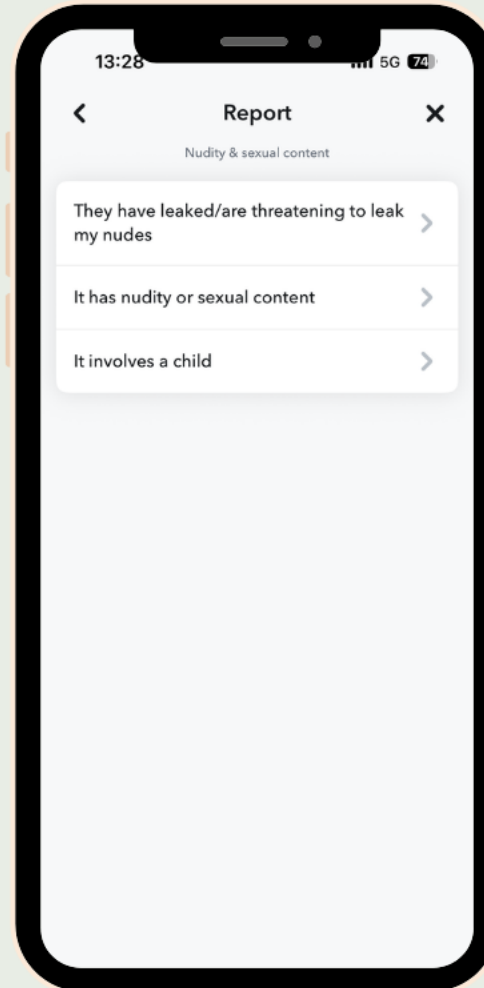 13:28
5G 74
Report
Nudity & sexual content
They have leaked/are threatening to leak
my nudes
It has nudity or sexual content
It involves a child